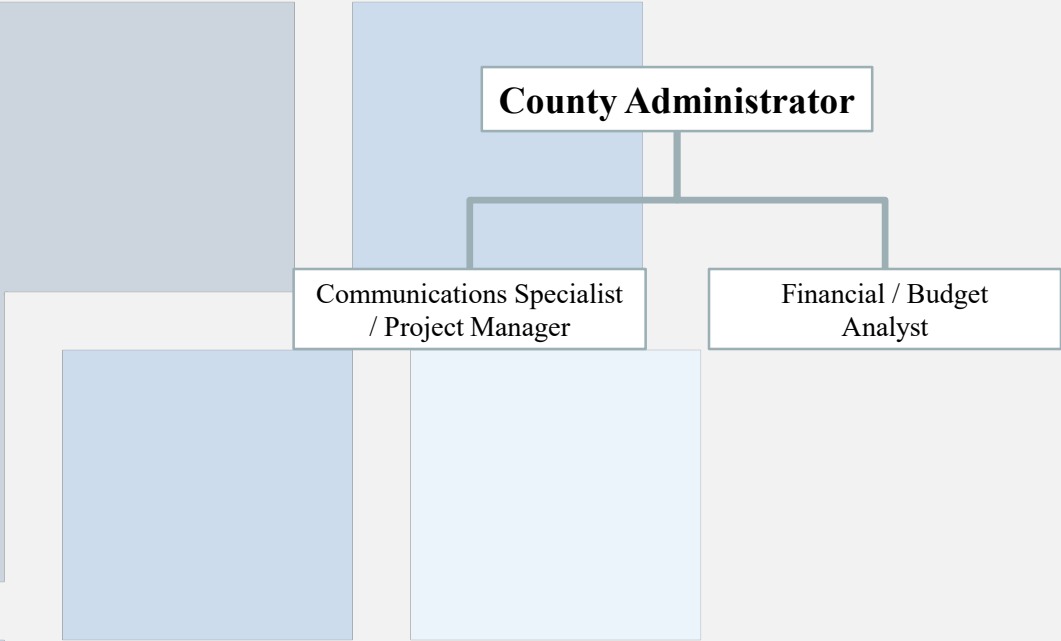 County Administrator
Communications Specialist
/ Project Manager
Financial / Budget
Analyst